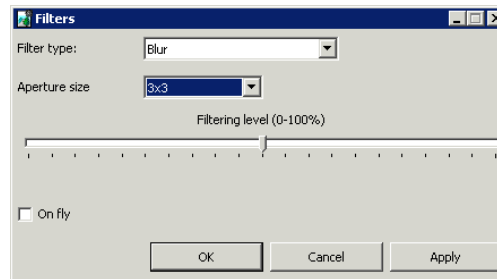 Filters
Filter type: Blur
Aperture size 3x3
Filtering level (0-100%)
On fly
OK Cancel Apply